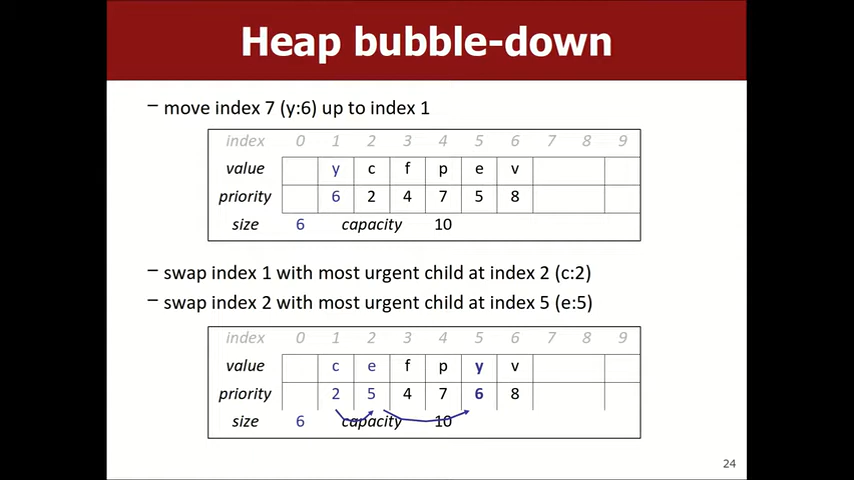 Heap bubble-down
– move index 7 (y:6) up to index 1
index 0 1 2 3 4 5 6 7 8 9
value y c f p e v
priority 6 2 4 7 5 8
size 6 capacity 10
– swap index 1 with most urgent child at index 2 (c:2)
– swap index 2 with most urgent child at index 5 (e:5)
index 0 1 2 3 4 5 6 7 8 9
value c e f p y v
priority 2 5 4 7 6 8
size 6 capacity 10
24